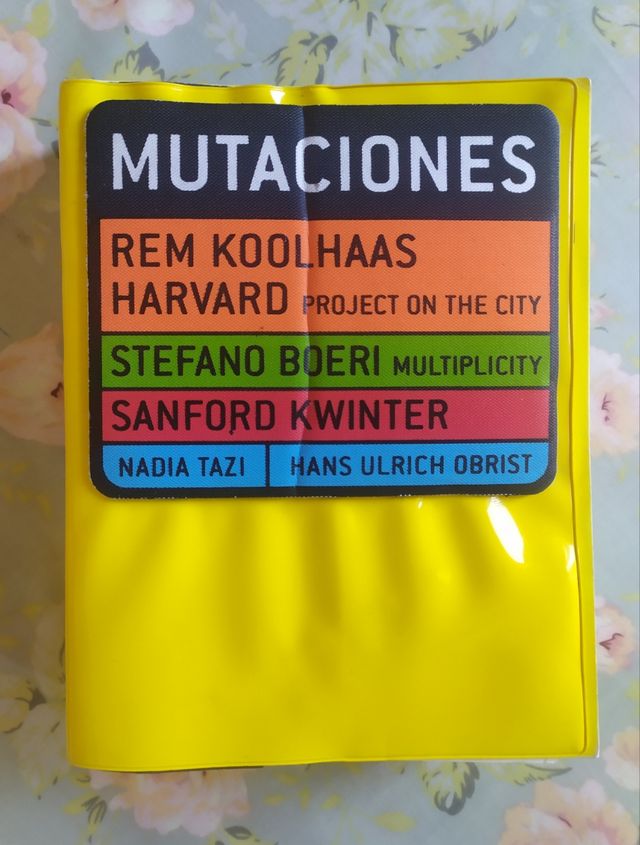 MUTACIONES
REM KOOLHAAS
HARVARD PROJECT ON THE CITY
STEFANO BOERI MULTIPLICITY
SANFORD KWINTER
NADIA TAZI HANS ULRICH OBRIST